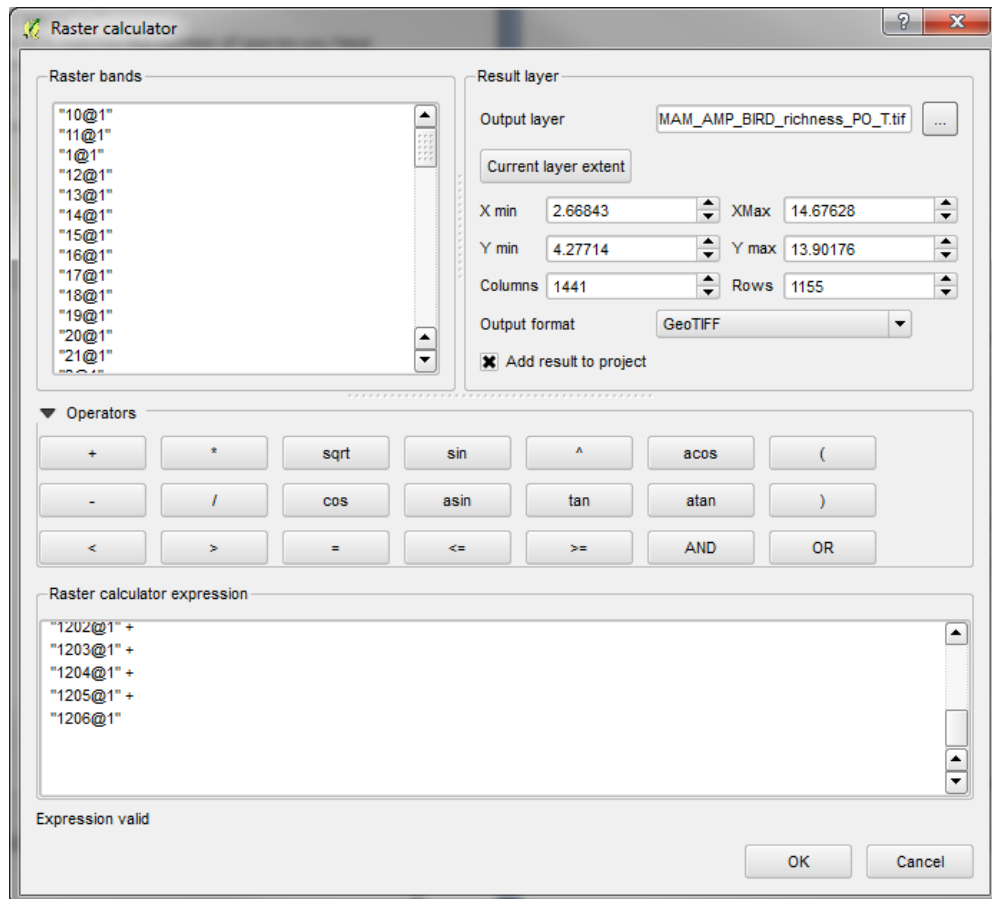 Raster calculator
Raster bands
"10@1"
"11@1"
"1@1"
"12@1"
"13@1"
"14@1"
"15@1"
"16@1"
"17@1"
"18@1"
"19@1"
"20@1"
"21@1"
Result layer
Output layer MAM_AMP_BIRD_richness_PO_T.tif ...
Current layer extent
X min 2.66843 XMax 14.67628
Y min 4.27714 Y max 13.90176
Columns 1441 Rows 1155
Output format GeoTIFF
Add result to project
Operators
+ * sqrt sin ^ acos (
- / cos asin tan atan )
< > = <= >= AND OR
Raster calculator expression
"1202@1" +
"1203@1" +
"1204@1" +
"1205@1" +
"1206@1"
Expression valid
OK Cancel